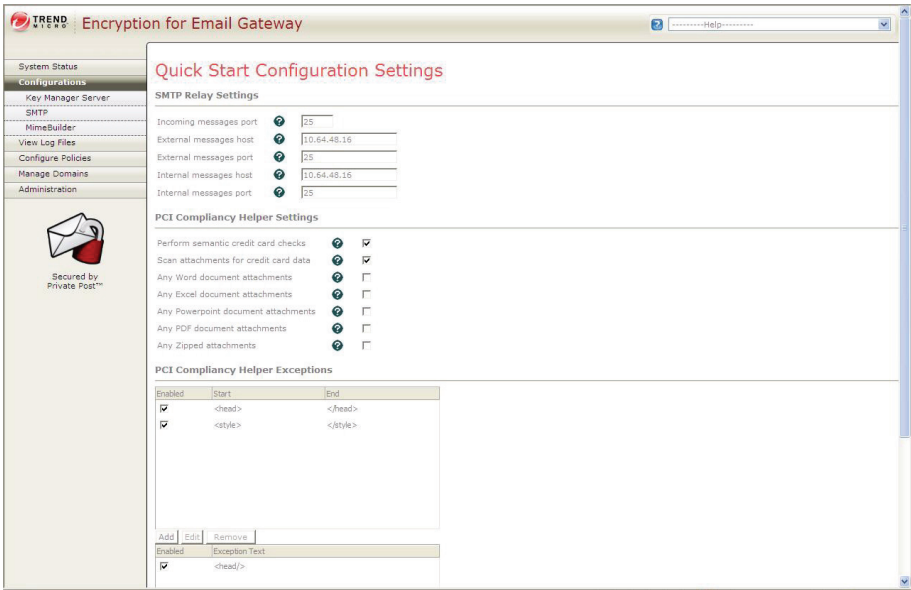 TREND MICRO Encryption for Email Gateway
---------Help---------
System Status
Configurations
Key Manager Server
SMTP
MimeBuilder
View Log Files
Configure Policies
Manage Domains
Administration
Secured by
Private Post™
Quick Start Configuration Settings
SMTP Relay Settings
Incoming messages port 25
External messages host 10.64.48.16
External messages port 25
Internal messages host 10.64.48.16
Internal messages port 25
PCI Compliancy Helper Settings
Perform semantic credit card checks
Scan attachments for credit card data
Any Word document attachments
Any Excel document attachments
Any Powerpoint document attachments
Any PDF document attachments
Any Zipped attachments
PCI Compliancy Helper Exceptions
Enabled Start End
<head> </head>
<style> </style>
Add Edit Remove
Enabled Exception Text
<head/>